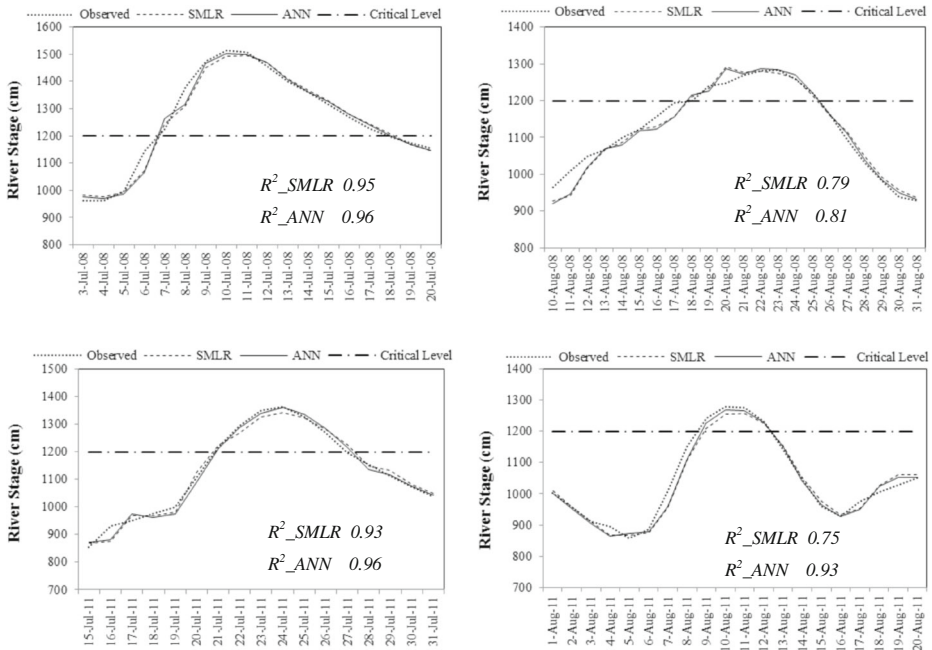 Observed SMLR ANN Critical Level
River Stage (cm)
1600
1500
1400
1300
1200
1100
1000
900
800
R²_SMLR 0.95
R²_ANN 0.96
3-Jul-08
4-Jul-08
5-Jul-08
6-Jul-08
7-Jul-08
8-Jul-08
9-Jul-08
10-Jul-08
11-Jul-08
12-Jul-08
13-Jul-08
14-Jul-08
15-Jul-08
16-Jul-08
17-Jul-08
18-Jul-08
19-Jul-08
20-Jul-08
Observed SMLR ANN Critical Level
River Stage (cm)
1400
1300
1200
1100
1000
900
800
R²_SMLR 0.79
R²_ANN 0.81
10-Aug-08
11-Aug-08
12-Aug-08
13-Aug-08
14-Aug-08
15-Aug-08
16-Aug-08
17-Aug-08
18-Aug-08
19-Aug-08
20-Aug-08
21-Aug-08
22-Aug-08
23-Aug-08
24-Aug-08
25-Aug-08
26-Aug-08
27-Aug-08
28-Aug-08
29-Aug-08
30-Aug-08
31-Aug-08
Observed SMLR ANN Critical Level
River Stage (cm)
1500
1400
1300
1200
1100
1000
900
800
700
R²_SMLR 0.93
R²_ANN 0.96
15-Jul-11
16-Jul-11
17-Jul-11
18-Jul-11
19-Jul-11
20-Jul-11
21-Jul-11
22-Jul-11
23-Jul-11
24-Jul-11
25-Jul-11
26-Jul-11
27-Jul-11
28-Jul-11
29-Jul-11
30-Jul-11
31-Jul-11
Observed SMLR ANN Critical Level
River Stage (cm)
1400
1300
1200
1100
1000
900
800
700
R²_SMLR 0.75
R²_ANN 0.93
1-Aug-11
2-Aug-11
3-Aug-11
4-Aug-11
5-Aug-11
6-Aug-11
7-Aug-11
8-Aug-11
9-Aug-11
10-Aug-11
11-Aug-11
12-Aug-11
13-Aug-11
14-Aug-11
15-Aug-11
16-Aug-11
17-Aug-11
18-Aug-11
19-Aug-11
20-Aug-11